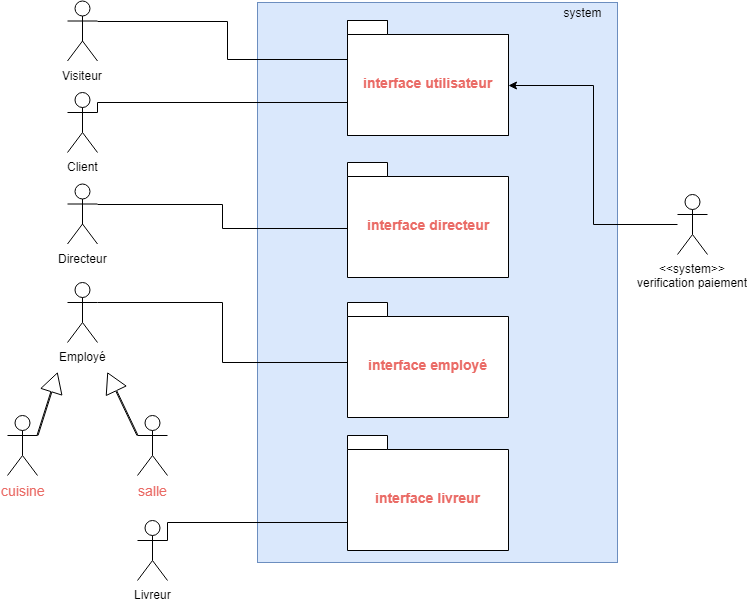 system
Visiteur
interface utilisateur
Client
interface directeur
Directeur
<<system>>
verification paiement
Employé
interface employé
cuisine
salle
interface livreur
Livreur